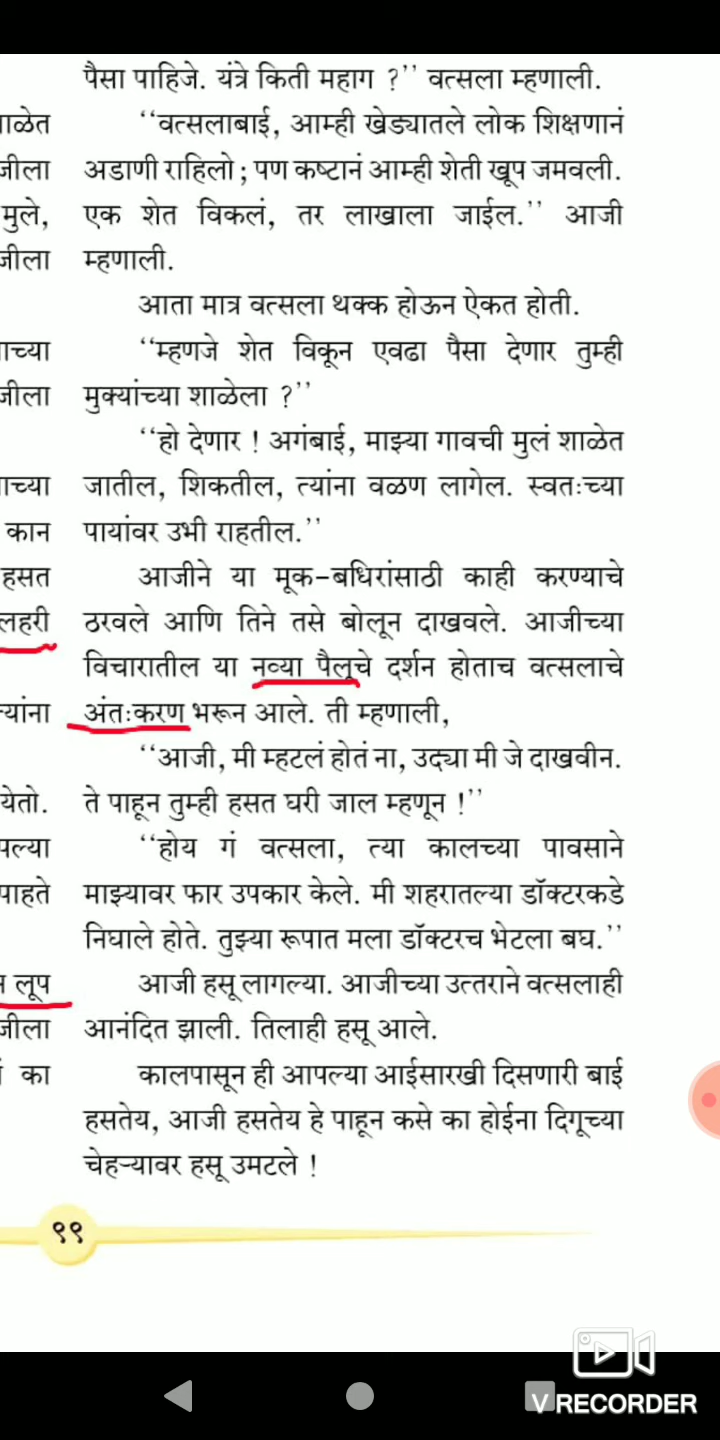 पैसा पाहिजे. यंत्रे किती महाग ?’’ वत्सला म्हणाली.
‘‘वत्सलाबाई, आम्ही खेड्यातले लोक शिक्षणानं
अडाणी राहिलो; पण कष्टानं आम्ही शेती खूप जमवली.
एक शेत विकलं, तर लाखाला जाईल.’’ आजी
म्हणाली.
आता मात्र वत्सला थक्क होऊन ऐकत होती.
‘‘म्हणजे शेत विकून एवढा पैसा देणार तुम्ही
मुक्यांच्या शाळेला ?’’
‘‘हो देणार ! अगंबाई, माझ्या गावची मुलं शाळेत
जातील, शिकतील, त्यांना वळण लागेल. स्वतःच्या
पायांवर उभी राहतील.’’
आजीने या मूक-बधिरांसाठी काही करण्याचे
ठरवले आणि तिने तसे बोलून दाखवले. आजीच्या
विचारातील या नव्या पैलूचे दर्शन होताच वत्सलाचे
अंतःकरण भरून आले. ती म्हणाली,
‘‘आजी, मी म्हटलं होतं ना, उद्या मी जे दाखवीन.
ते पाहून तुम्ही हसत घरी जाल म्हणून !’’
‘‘होय गं वत्सला, त्या कालच्या पावसाने
माझ्यावर फार उपकार केले. मी शहरातल्या डॉक्टरकडे
निघाले होते. तुझ्या रूपात मला डॉक्टरच भेटला बघ.’’
आजी हसू लागल्या. आजीच्या उत्तराने वत्सलाही
आनंदित झाली. तिलाही हसू आले.
कालपासून ही आपल्या आईसारखी दिसणारी बाई
हसतेय, आजी हसतेय हे पाहून कसे का होईना दिगूच्या
चेहऱ्यावर हसू उमटले !
मुले,
कान
हसत
लहरी
येतो.
पाहते
लूप
का
१९
V RECORDER